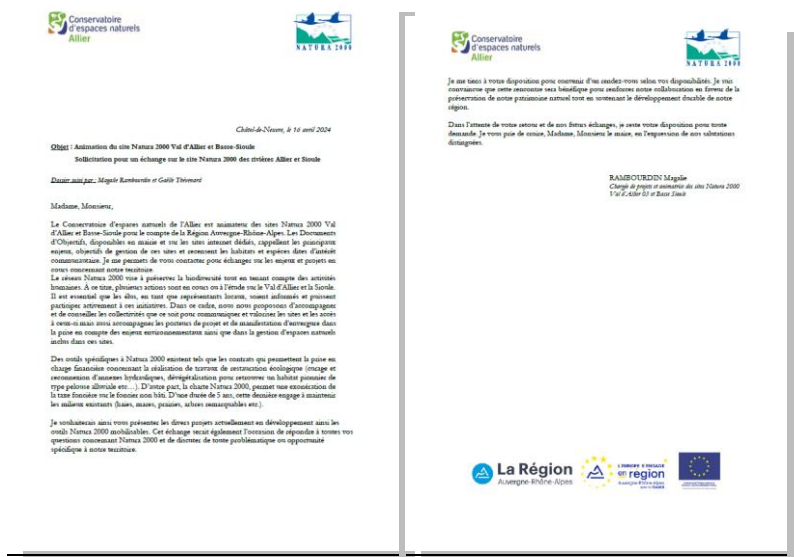 Conservatoire
d'espaces naturels
Allier
NATURA 2000
Châtel-de-Neuvre, le 16 avril 2024
Objet : Animation du site Natura 2000 Val d'Allier et Basse-Sioule
Sollicitation pour un échange sur le site Natura 2000 des rivières Allier et Sioule
Dossier suivi par : Magalie Rambourdin et Gaëlle Thévenard
Madame, Monsieur,
Le Conservatoire d'espaces naturels de l'Allier est animateur des sites Natura 2000 Val
d'Allier et Basse-Sioule pour le compte de la Région Auvergne-Rhône-Alpes. Les Documents
d'Objectifs, disponibles en mairie et sur les sites internet dédiés, rappellent les principaux
enjeux, objectifs de gestion de ces sites et recensent les habitats et espèces dites d'intérêt
communautaire. Je me permets de vous contacter pour échanger sur les enjeux et projets en
cours concernant notre territoire.
Le réseau Natura 2000 vise à préserver la biodiversité tout en tenant compte des activités
humaines. A ce titre, plusieurs actions sont en cours ou à l'étude sur le Val d'Allier et la Sioule.
Il est essentiel que les élus, en tant que représentants locaux, soient informés et puissent
participer activement à ces initiatives. Dans ce cadre, nous nous proposons d'accompagner
et de conseiller les collectivités que ce soit pour communiquer et valoriser les sites et les accès
à ceux-ci mais aussi accompagner les porteurs de projet et de manifestation d'envergure dans
la prise en compte des enjeux environnementaux ainsi que dans la gestion d'espaces naturels
inclus dans ces sites.
Des outils spécifiques à Natura 2000 existent tels que les contrats qui permettent la prise en
charge financière concernant la réalisation de travaux de restauration écologique (curage et
reconnexion d'annexes hydrauliques, dévégétalisation pour retrouver un habitat pionnier de
type pelouse alluviale etc…). D'autre part, la charte Natura 2000, permet une exonération de
la taxe foncière sur le foncier non bâti. D'une durée de 5 ans, cette dernière engage à maintenir
les milieux existants (haies, mares, prairies, arbres remarquables etc.).
Je souhaiterais ainsi vous présenter les divers projets actuellement en développement ainsi les
outils Natura 2000 mobilisables. Cet échange serait également l'occasion de répondre à toutes vos
questions concernant Natura 2000 et de discuter de toute problématique ou opportunité
spécifique à notre territoire.
Conservatoire
d'espaces naturels
Allier
NATURA 2000
Je me tiens à votre disposition pour convenir d'un rendez-vous selon vos disponibilités. Je suis
convaincue que cette rencontre sera bénéfique pour renforcer notre collaboration en faveur de la
préservation de notre patrimoine naturel tout en soutenant le développement durable de notre
région.
Dans l'attente de votre retour et de nos futurs échanges, je reste votre disposition pour toute
demande. Je vous prie de croire, Madame, Monsieur le maire, en l'expression de nos salutations
distinguées.
RAMBOURDIN Magalie
Chargée de projets et animatrice des sites Natura 2000
Val d'Allier 03 et Basse Sioule
La Région
Auvergne-Rhône-Alpes
L'EUROPE S'ENGAGE
en région
Auvergne-Rhône-Alpes